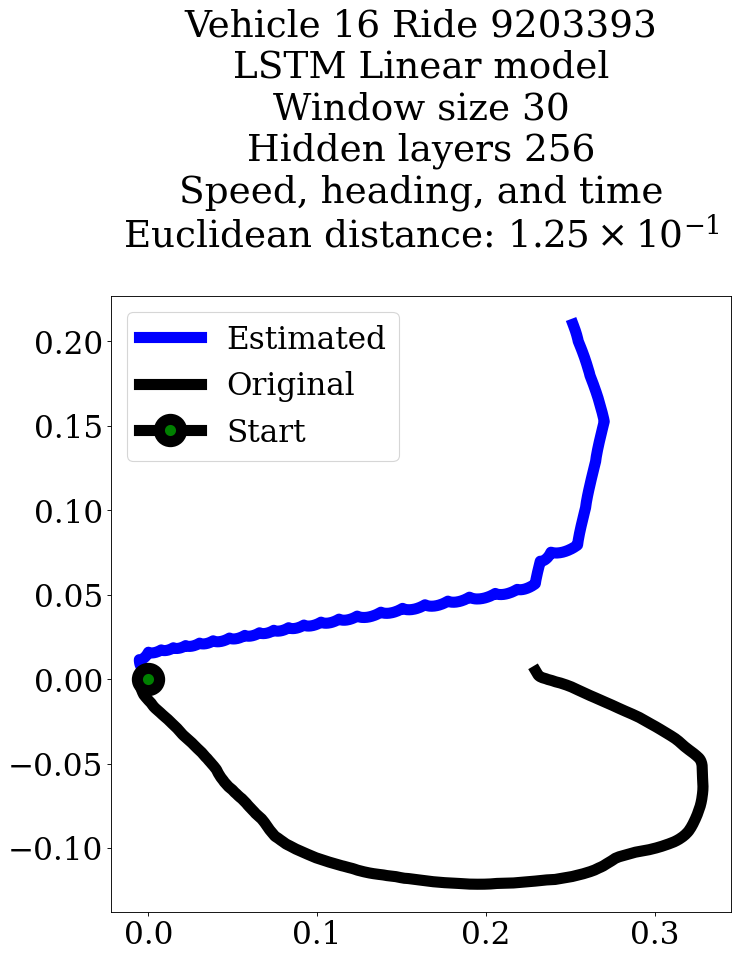 Vehicle 16 Ride 9203393
LSTM Linear model
Window size 30
Hidden layers 256
Speed, heading, and time
Euclidean distance: 1.25 × 10⁻¹
Estimated
Original
Start
0.20
0.15
0.10
0.05
0.00
−0.05
−0.10
0.0 0.1 0.2 0.3